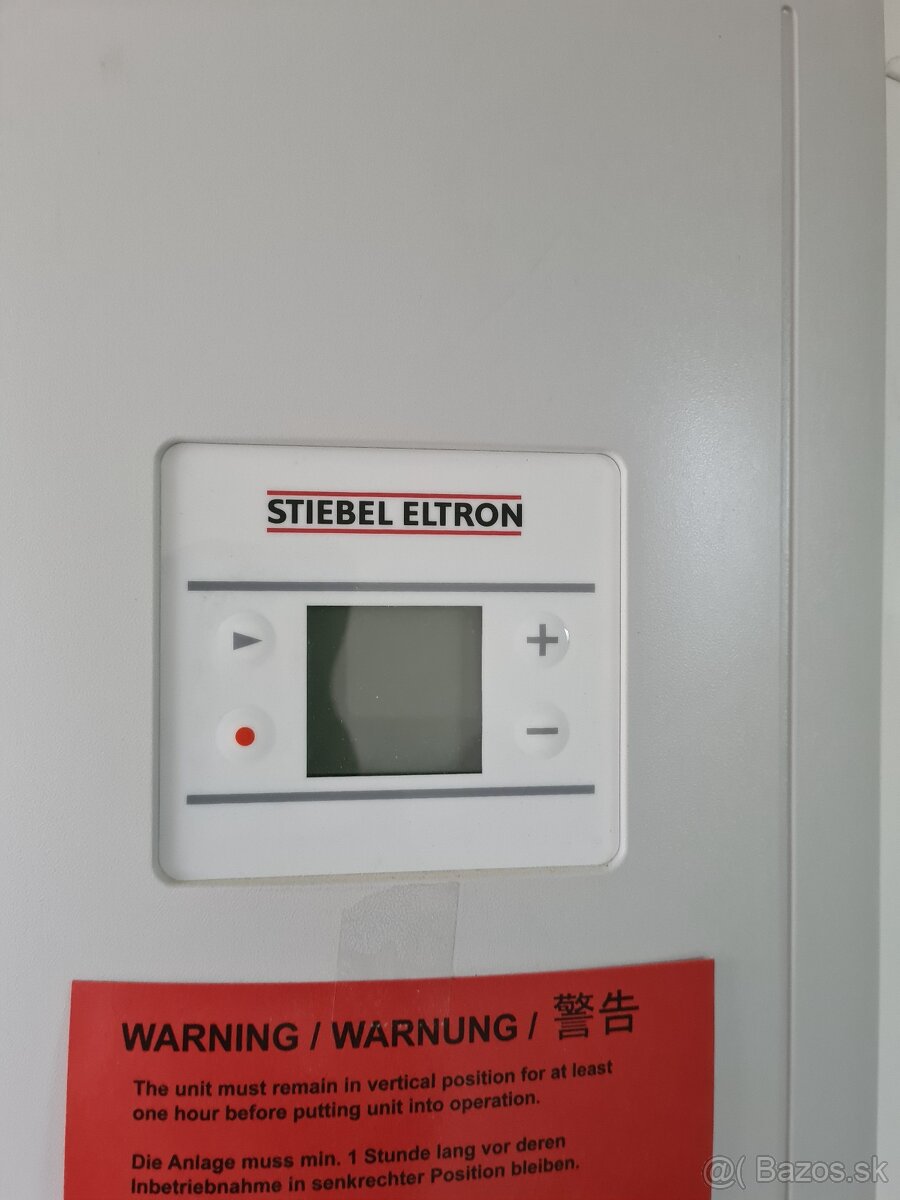 STIEBEL ELTRON
+
−
WARNING / WARNUNG / 警告
The unit must remain in vertical position for at least
one hour before putting unit into operation.
Die Anlage muss min. 1 Stunde lang vor deren
Inbetriebnahme in senkrechter Position bleiben.
@( Bazos.sk